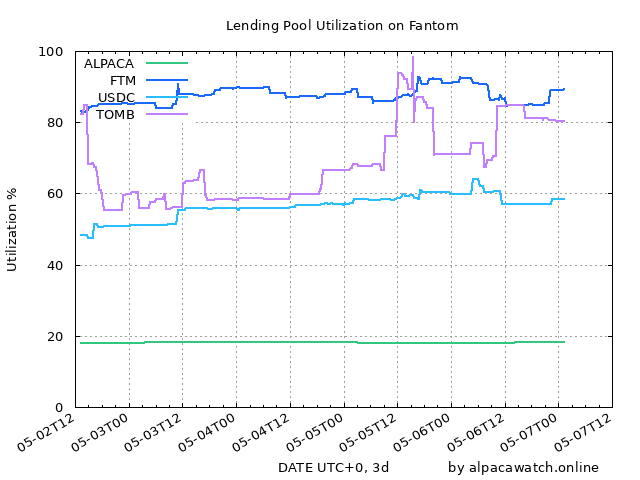 Lending Pool Utilization on Fantom
100
80
60
40
20
0
Utilization %
ALPACA
FTM
USDC
TOMB
05-02T12
05-03T00
05-03T12
05-04T00
05-04T12
05-05T00
05-05T12
05-06T00
05-06T12
05-07T00
05-07T12
DATE UTC+0, 3d
by alpacawatch.online